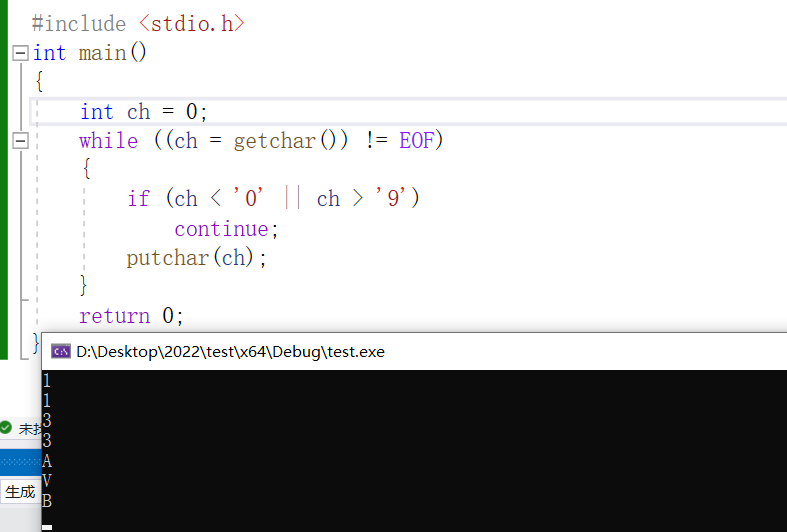 #include <stdio.h>
int main()
{
int ch = 0;
while ((ch = getchar()) != EOF)
{
if (ch < '0' || ch > '9')
continue;
putchar(ch);
}
return 0;
}
D:\Desktop\2022\test\x64\Debug\test.exe
1
1
3
3
A
V
B
未
生成